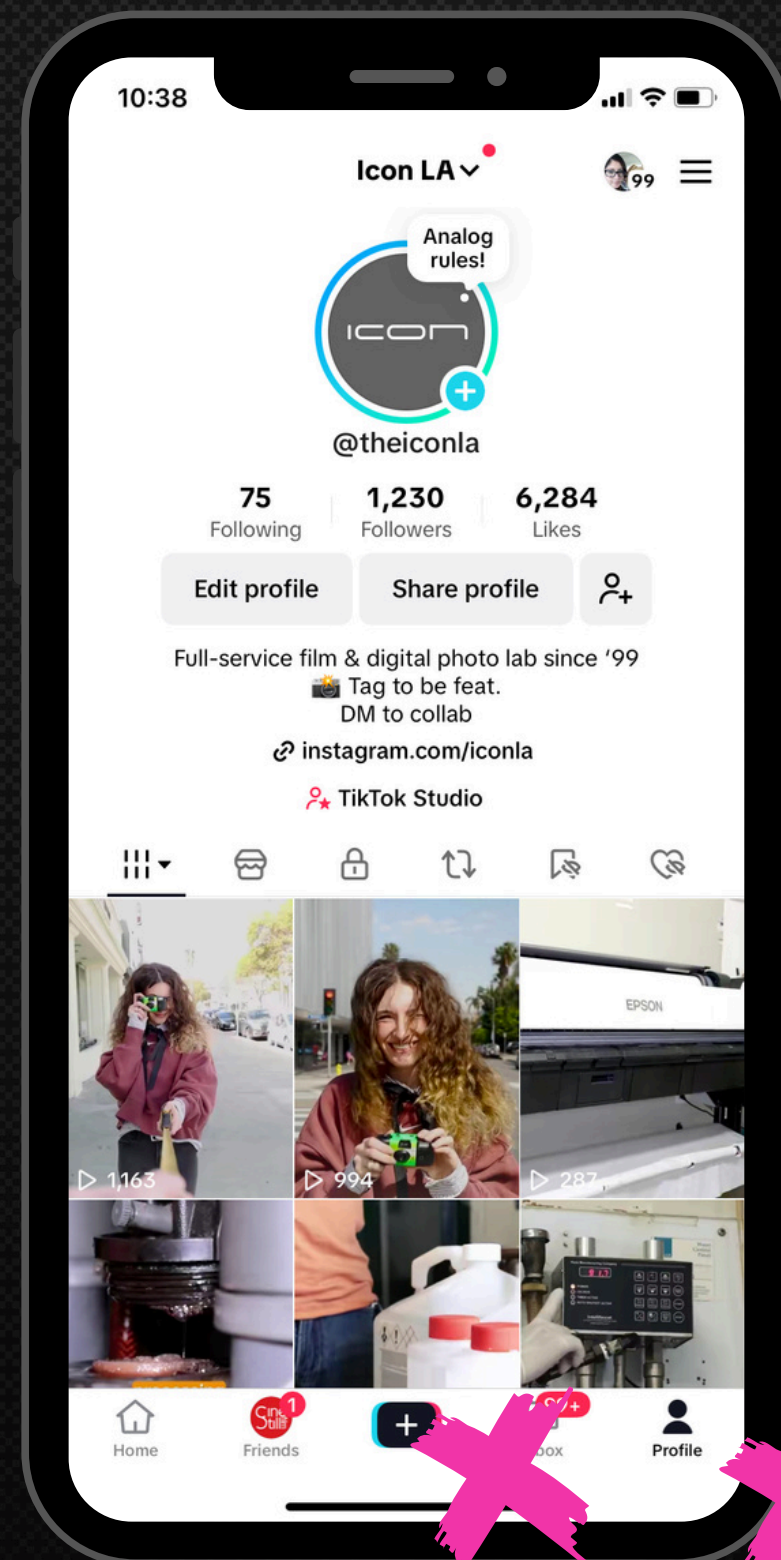 10:38
Icon LA
99
Analog
rules!
ICON
@theiconla
75
1,230
6,284
Following
Followers
Likes
Edit profile
Share profile
Full-service film & digital photo lab since ‘99
Tag to be feat.
DM to collab
instagram.com/iconla
TikTok Studio
EPSON
1,163
994
287
CineStill
1
Home
Friends
Profile